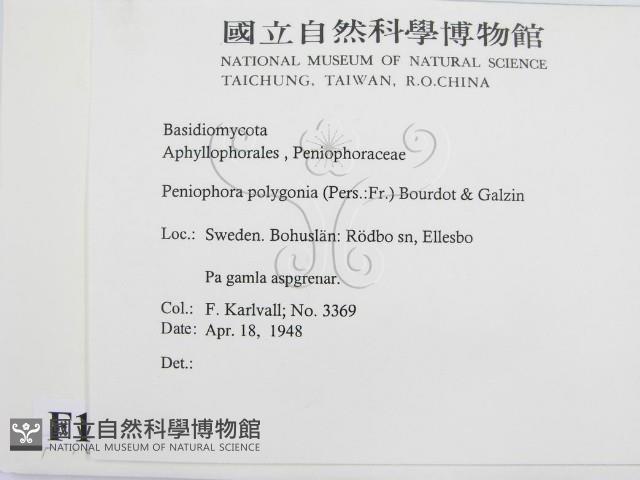 國立自然科學博物館
NATIONAL MUSEUM OF NATURAL SCIENCE
TAICHUNG, TAIWAN, R.O.CHINA
Basidiomycota
Aphyllophorales , Peniophoraceae
Peniophora polygonia (Pers.:Fr.) Bourdot & Galzin
Loc.: Sweden. Bohuslän: Rödbo sn, Ellesbo
Pa gamla aspgrenar.
Col.: F. Karlvall; No. 3369
Date: Apr. 18, 1948
Det.:
F1
國立自然科學博物館
NATIONAL MUSEUM OF NATURAL SCIENCE